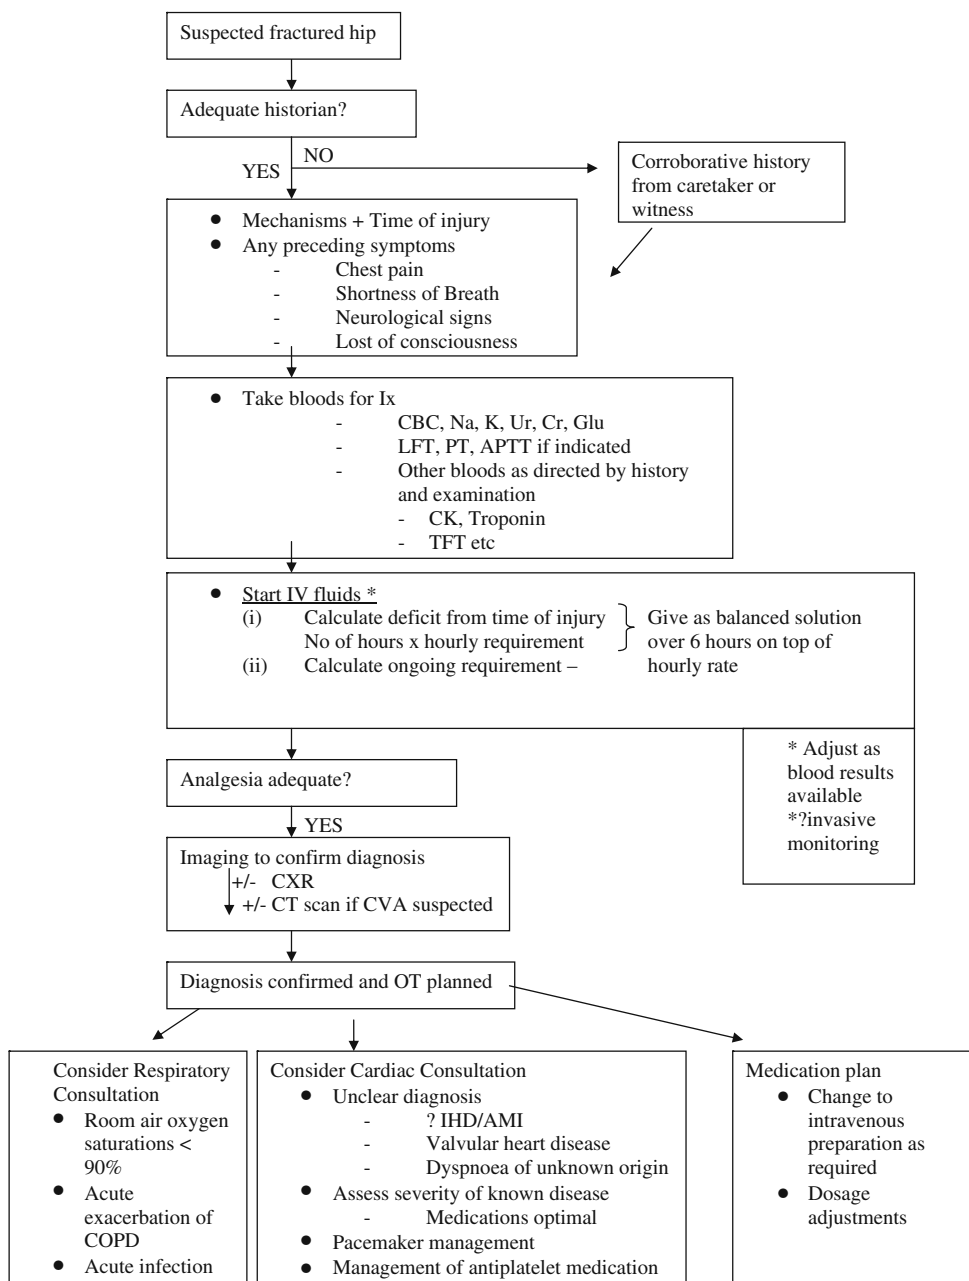 Suspected fractured hip
Adequate historian?
NO
YES
Corroborative history
from caretaker or
witness
● Mechanisms + Time of injury
● Any preceding symptoms
- Chest pain
- Shortness of Breath
- Neurological signs
- Lost of consciousness
● Take bloods for Ix
- CBC, Na, K, Ur, Cr, Glu
- LFT, PT, APTT if indicated
- Other bloods as directed by history
and examination
- CK, Troponin
- TFT etc
● Start IV fluids *
(i) Calculate deficit from time of injury
No of hours x hourly requirement
(ii) Calculate ongoing requirement –
Give as balanced solution
over 6 hours on top of
hourly rate
* Adjust as
blood results
available
*?invasive
monitoring
Analgesia adequate?
YES
Imaging to confirm diagnosis
+/- CXR
+/- CT scan if CVA suspected
Diagnosis confirmed and OT planned
Consider Respiratory
Consultation
● Room air oxygen
saturations <
90%
● Acute
exacerbation of
COPD
● Acute infection
Consider Cardiac Consultation
● Unclear diagnosis
- ? IHD/AMI
- Valvular heart disease
- Dyspnoea of unknown origin
● Assess severity of known disease
- Medications optimal
● Pacemaker management
● Management of antiplatelet medication
Medication plan
● Change to
intravenous
preparation as
required
● Dosage
adjustments